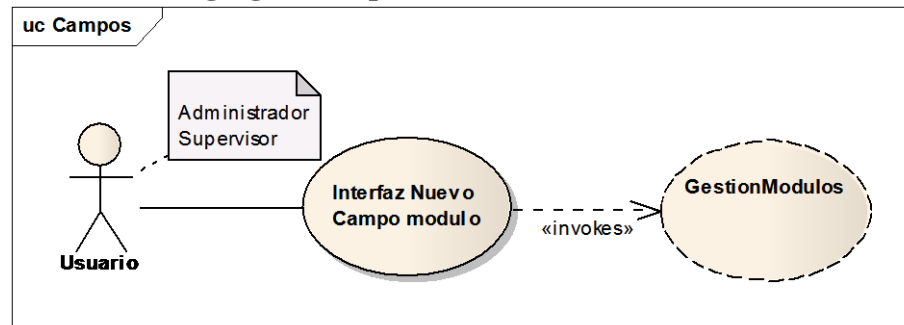 uc Campos
Administrador
Supervisor
Interfaz Nuevo
Campo modulo
GestionModulos
«invokes»
Usuario